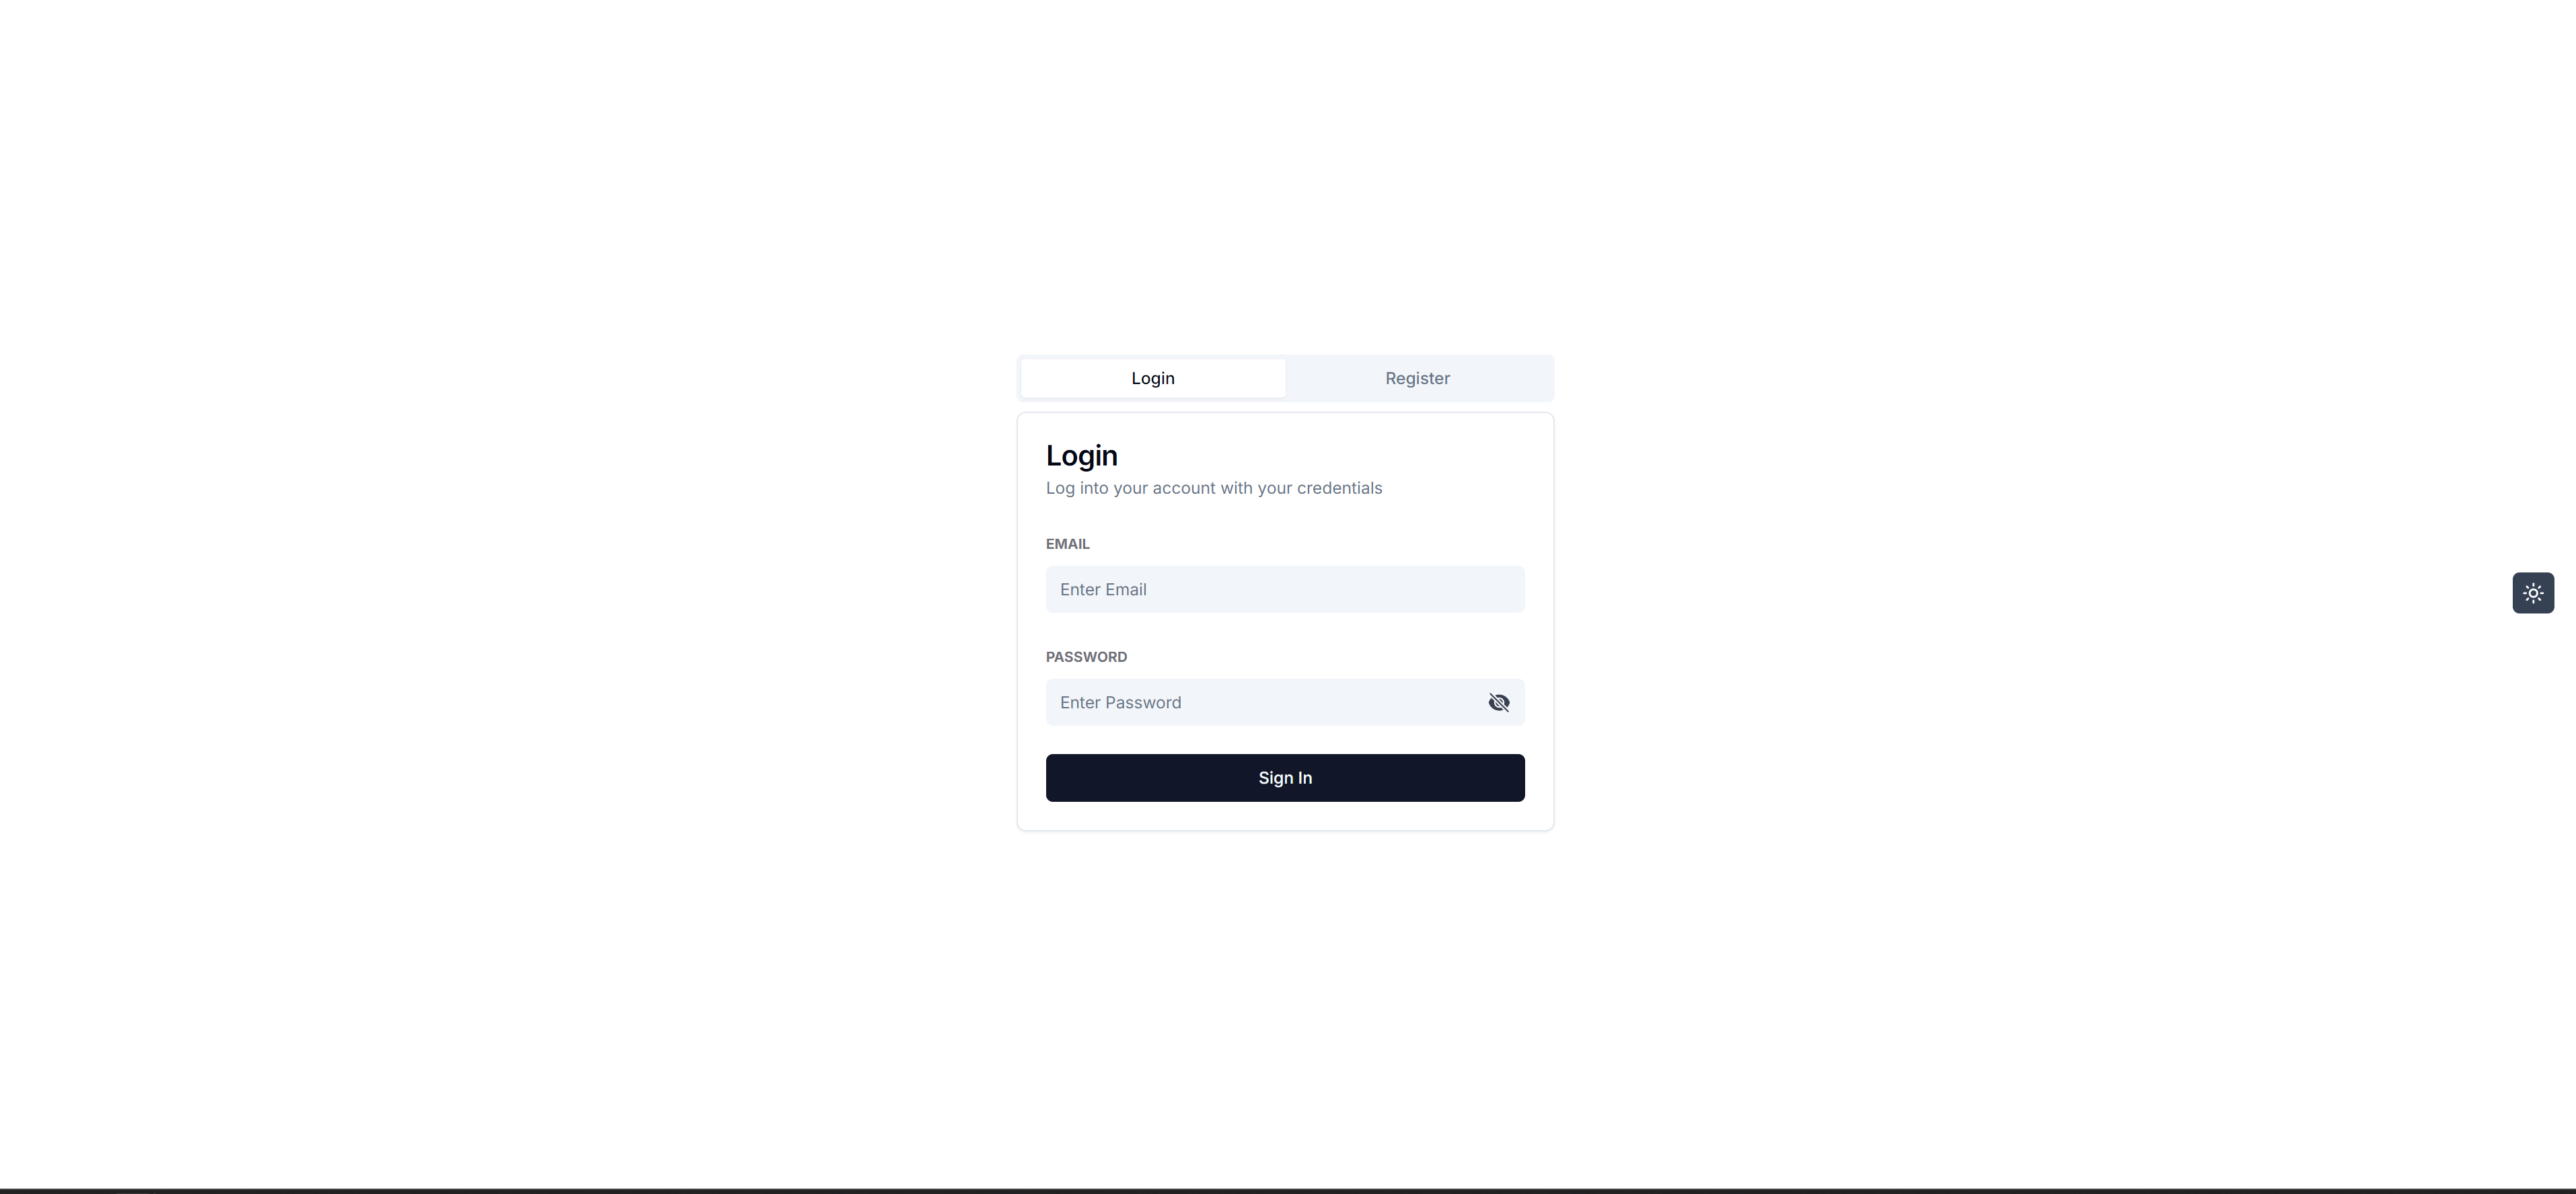 Login
Register
Login
Log into your account with your credentials
EMAIL
Enter Email
PASSWORD
Enter Password
Sign In